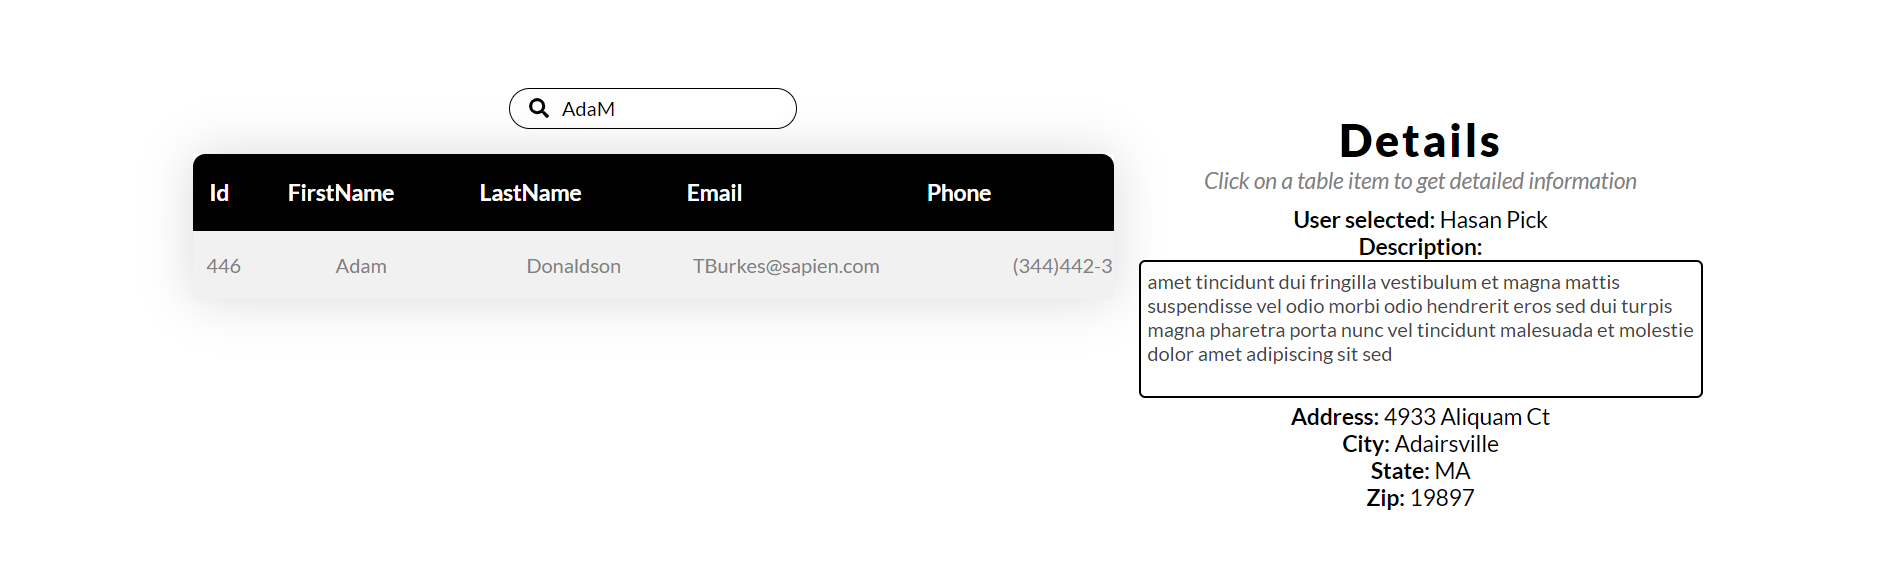 AdaM
Id FirstName LastName Email Phone
446 Adam Donaldson TBurkes@sapien.com (344)442-3
Details
Click on a table item to get detailed information
User selected: Hasan Pick
Description:
amet tincidunt dui fringilla vestibulum et magna mattis
suspendisse vel odio morbi odio hendrerit eros sed dui turpis
magna pharetra porta nunc vel tincidunt malesuada et molestie
dolor amet adipiscing sit sed
Address: 4933 Aliquam Ct
City: Adairsville
State: MA
Zip: 19897